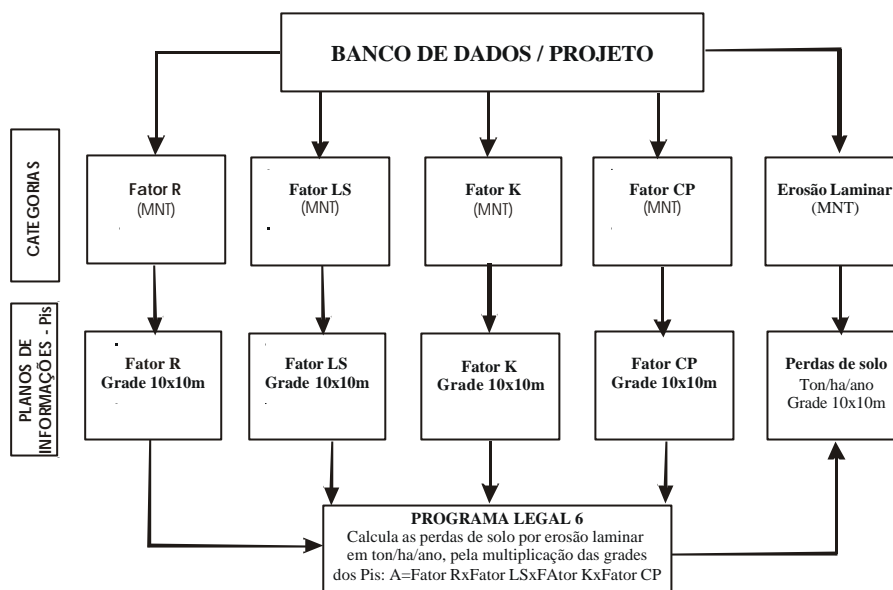 BANCO DE DADOS / PROJETO
CATEGORIAS
Fator R
(MNT)
Fator LS
(MNT)
Fator K
(MNT)
Fator CP
(MNT)
Erosão Laminar
(MNT)
PLANOS DE
INFORMAÇÕES - Pis
Fator R
Grade 10x10m
Fator LS
Grade 10x10m
Fator K
Grade 10x10m
Fator CP
Grade 10x10m
Perdas de solo
Ton/ha/ano
Grade 10x10m
PROGRAMA LEGAL 6
Calcula as perdas de solo por erosão laminar
em ton/ha/ano, pela multiplicação das grades
dos Pis: A=Fator RxFator LSxFAtor KxFator CP